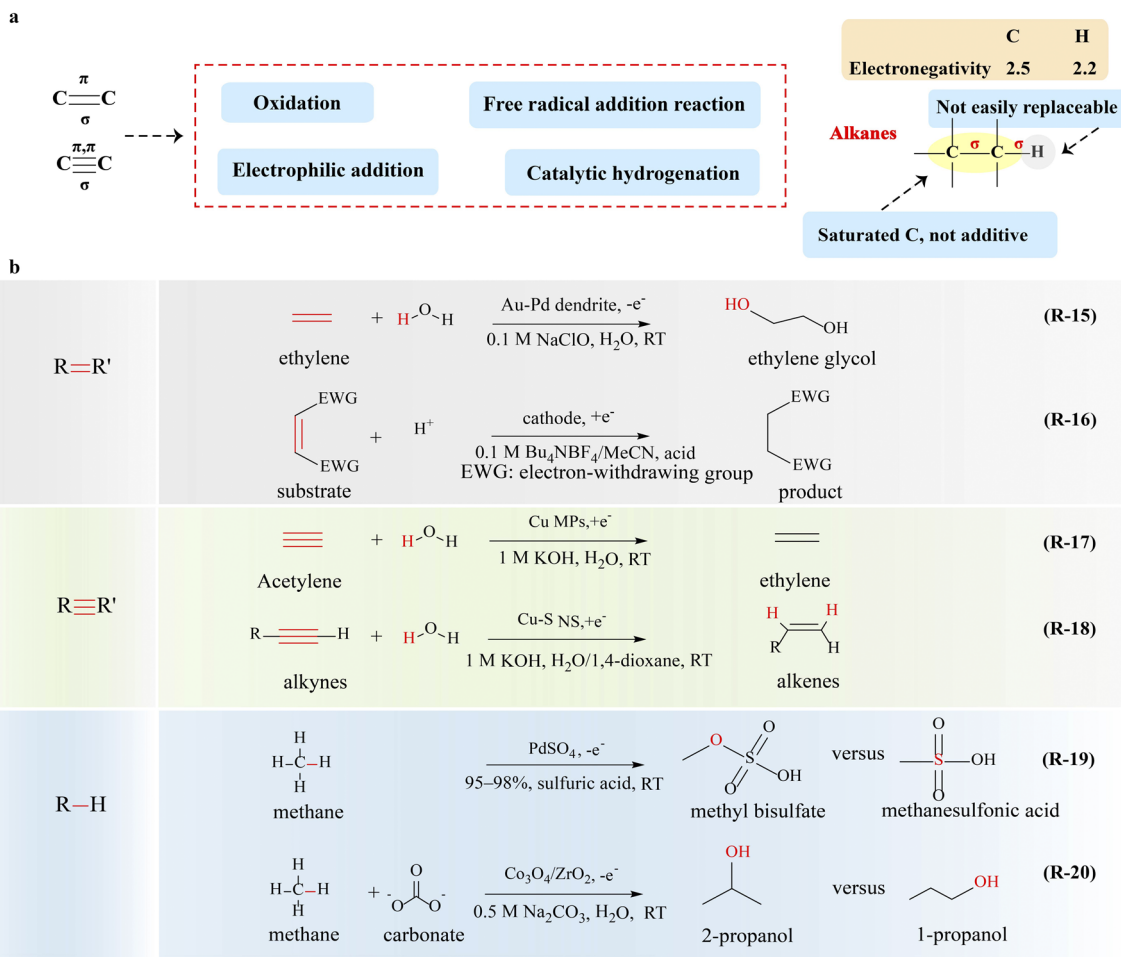 a
π
C C
σ
π,π
C C
σ
Oxidation
Free radical addition reaction
Electrophilic addition
Catalytic hydrogenation
C H
Electronegativity 2.5 2.2
Not easily replaceable
Alkanes
C σ C σ H
Saturated C, not additive
b
R=R'
ethylene
+
H O H
Au-Pd dendrite, -e⁻
0.1 M NaClO, H₂O, RT
HO
OH
ethylene glycol
(R-15)
EWG
EWG
substrate
+
H⁺
cathode, +e⁻
0.1 M Bu₄NBF₄/MeCN, acid
EWG: electron-withdrawing group
EWG
EWG
product
(R-16)
R≡R'
Acetylene
+
H O H
Cu MPs,+e⁻
1 M KOH, H₂O, RT
ethylene
(R-17)
R H
alkynes
+
H O H
Cu-S NS,+e⁻
1 M KOH, H₂O/1,4-dioxane, RT
H H
R H
alkenes
(R-18)
R–H
H
H–C–H
H
methane
PdSO₄, -e⁻
95–98%, sulfuric acid, RT
O O
S
O OH
methyl bisulfate
versus
O
S OH
O
methanesulfonic acid
(R-19)
H
H–C–H
H
methane
+
O
⁻O O⁻
carbonate
Co₃O₄/ZrO₂, -e⁻
0.5 M Na₂CO₃, H₂O, RT
OH
2-propanol
versus
OH
1-propanol
(R-20)